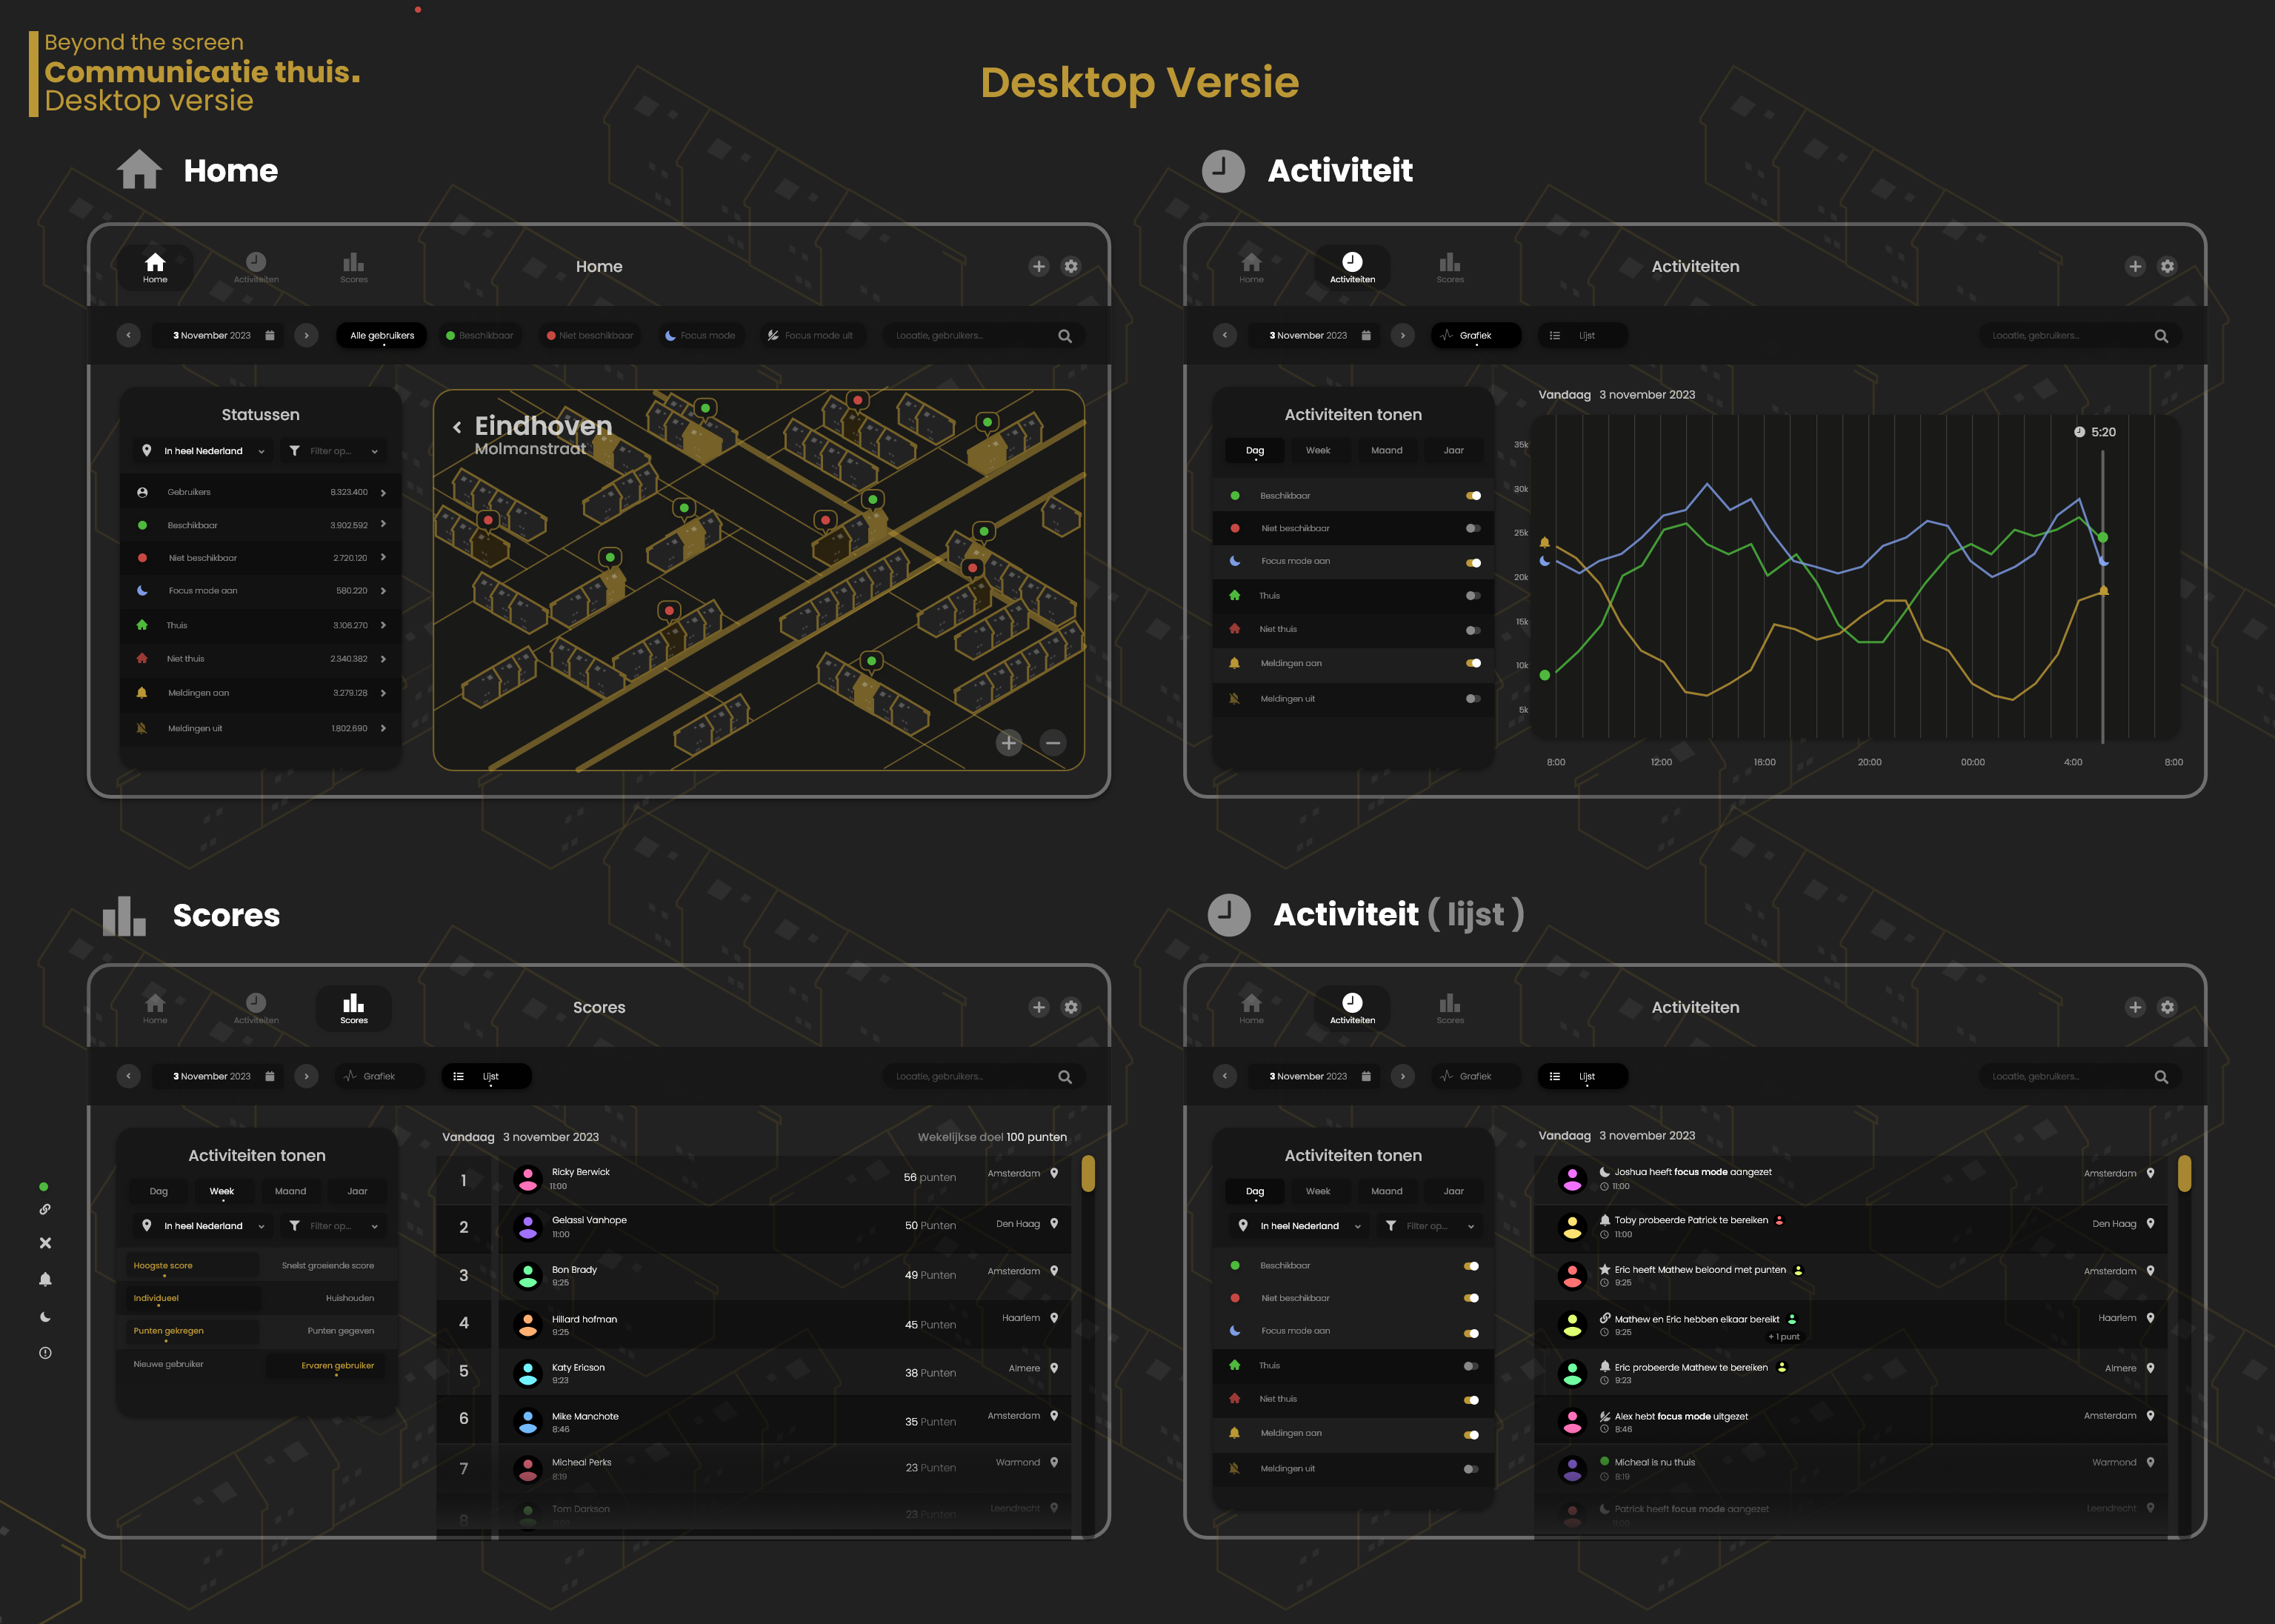 Beyond the screen
Communicatie thuis.
Desktop versie
Desktop Versie
Home
Home
Activiteiten
Scores
Home
3 November 2023
Alle gebruikers
Beschikbaar
Niet beschikbaar
Focus mode
Focus mode uit
Locatie, gebruikers...
Statussen
In heel Nederland
Filter op...
Gebruikers 8.323.400
Beschikbaar 3.902.592
Niet beschikbaar 2.720.120
Focus mode aan 580.220
Thuis 3.106.270
Niet thuis 2.340.382
Meldingen aan 3.279.128
Meldingen uit 1.802.690
Eindhoven
Molmanstraat
Activiteit
Home
Activiteiten
Scores
Activiteiten
3 November 2023
Grafiek
Lijst
Locatie, gebruikers...
Activiteiten tonen
Dag
Week
Maand
Jaar
Beschikbaar
Niet beschikbaar
Focus mode aan
Thuis
Niet thuis
Meldingen aan
Meldingen uit
Vandaag 3 november 2023
5:20
35k
30k
25k
20k
15k
10k
5k
8:00 12:00 16:00 20:00 00:00 4:00 8:00
Scores
Home
Activiteiten
Scores
Scores
3 November 2023
Grafiek
Lijst
Locatie, gebruikers...
Activiteiten tonen
Dag
Week
Maand
Jaar
In heel Nederland
Filter op...
Hoogste score
Snelst groeiende score
Individueel
Huishouden
Punten gekregen
Punten gegeven
Nieuwe gebruiker
Ervaren gebruiker
Vandaag 3 november 2023
Wekelijkse doel 100 punten
1 Ricky Berwick 56 punten Amsterdam
11:00
2 Gelassi Vanhope 50 Punten Den Haag
11:00
3 Bon Brady 49 Punten Amsterdam
9:25
4 Hillard hofman 45 Punten Haarlem
9:25
5 Katy Ericson 38 Punten Almere
9:23
6 Mike Manchote 35 Punten Amsterdam
8:46
7 Micheal Perks 23 Punten Warmond
8:19
8 Tom Darkson 23 Punten Leendrecht
Activiteit ( lijst )
Home
Activiteiten
Scores
Activiteiten
3 November 2023
Grafiek
Lijst
Locatie, gebruikers...
Activiteiten tonen
Dag
Week
Maand
Jaar
In heel Nederland
Filter op...
Beschikbaar
Niet beschikbaar
Focus mode aan
Thuis
Niet thuis
Meldingen aan
Meldingen uit
Vandaag 3 november 2023
Joshua heeft focus mode aangezet Amsterdam
11:00
Toby probeerde Patrick te bereiken Den Haag
11:00
Eric heeft Mathew beloond met punten Amsterdam
9:25
Mathew en Eric hebben elkaar bereikt Haarlem
9:25
+ 1 punt
Eric probeerde Mathew te bereiken Almere
9:23
Alex hebt focus mode uitgezet Amsterdam
8:46
Micheal is nu thuis Warmond
8:19
Patrick heeft focus mode aangezet Leendrecht
11:00